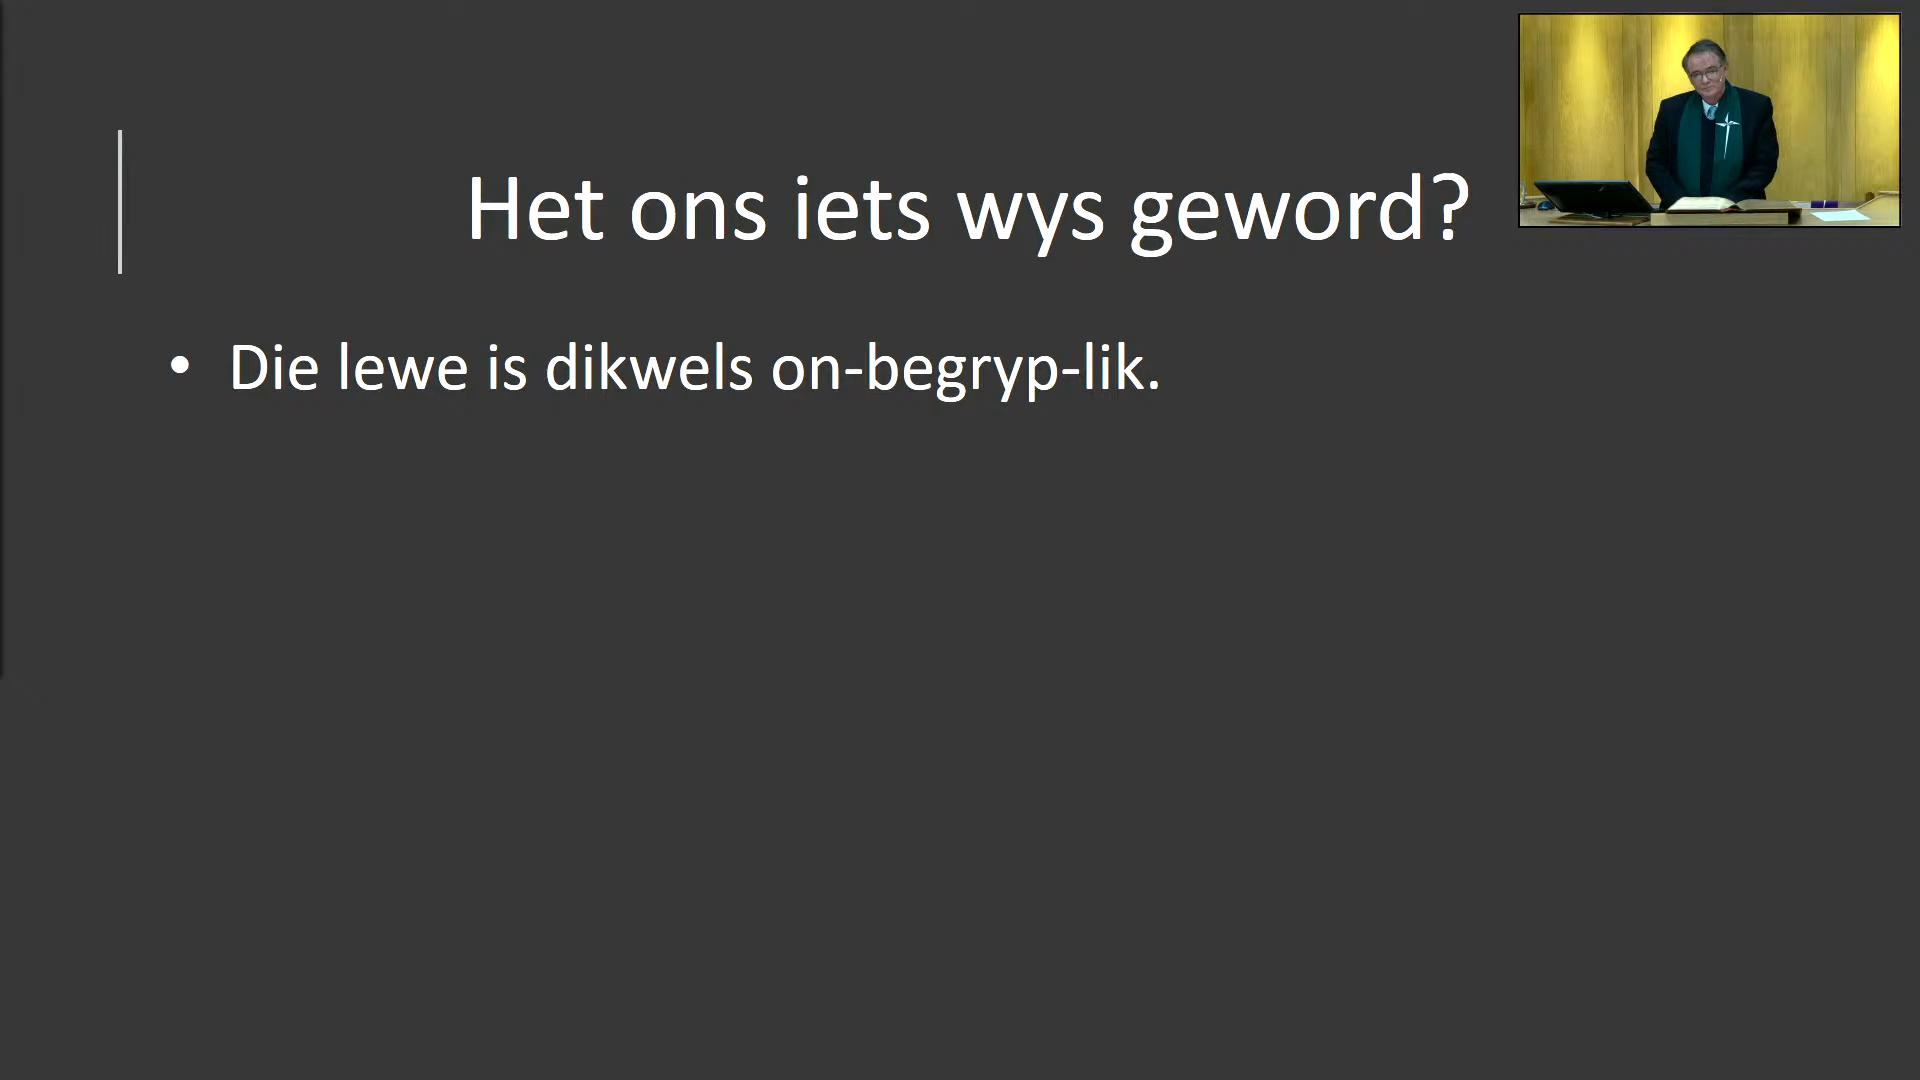 Het ons iets wys geword?
• Die lewe is dikwels on-begryp-lik.